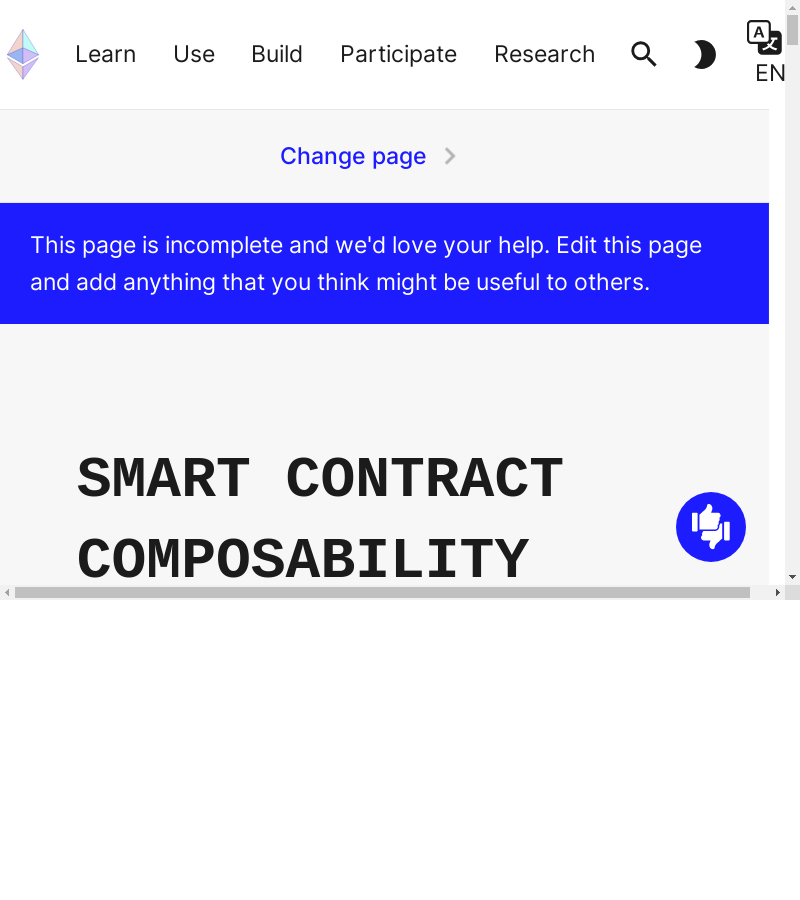 Learn Use Build Participate Research
EN
Change page
This page is incomplete and we'd love your help. Edit this page
and add anything that you think might be useful to others.
SMART CONTRACT
COMPOSABILITY